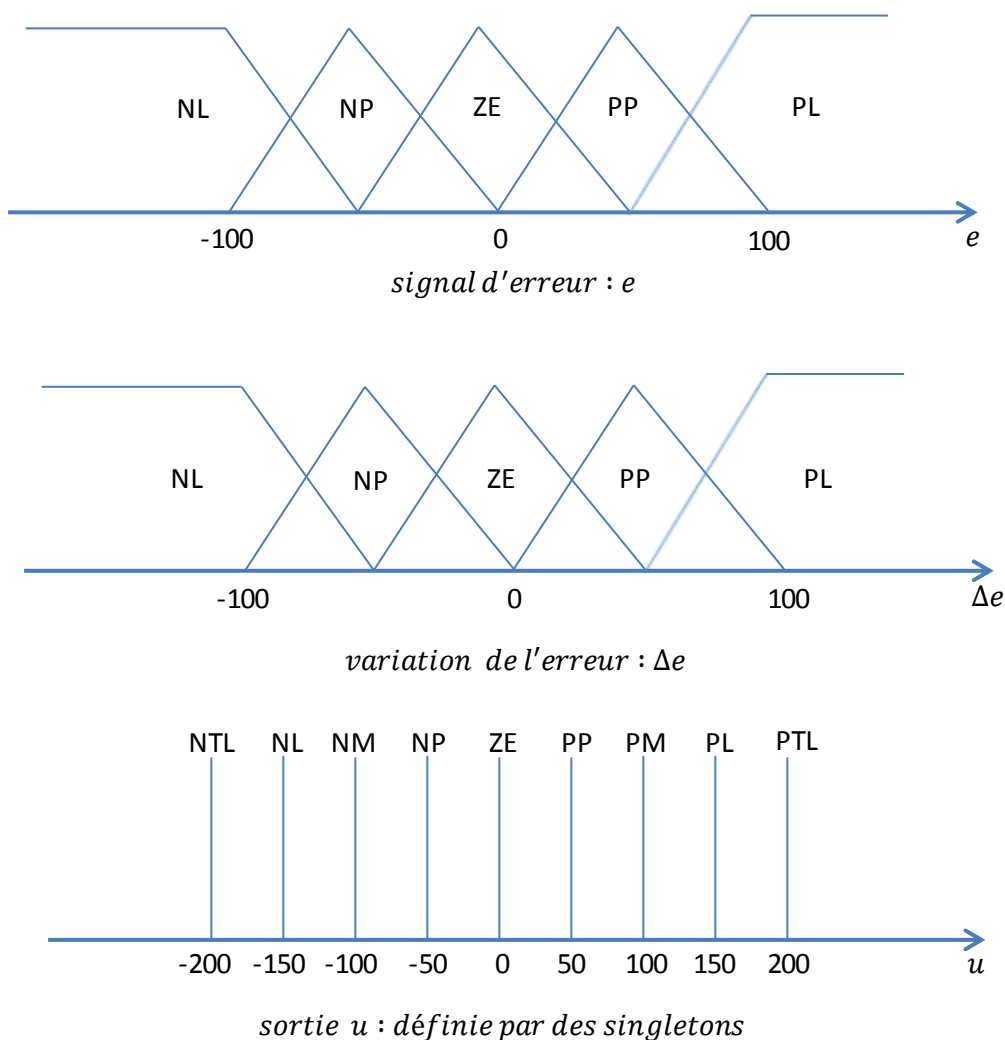 NL NP ZE PP PL
-100 0 100 e
signal d'erreur : e
NL NP ZE PP PL
-100 0 100 Δe
variation de l'erreur : Δe
NTL NL NM NP ZE PP PM PL PTL
-200 -150 -100 -50 0 50 100 150 200 u
sortie u : définie par des singletons